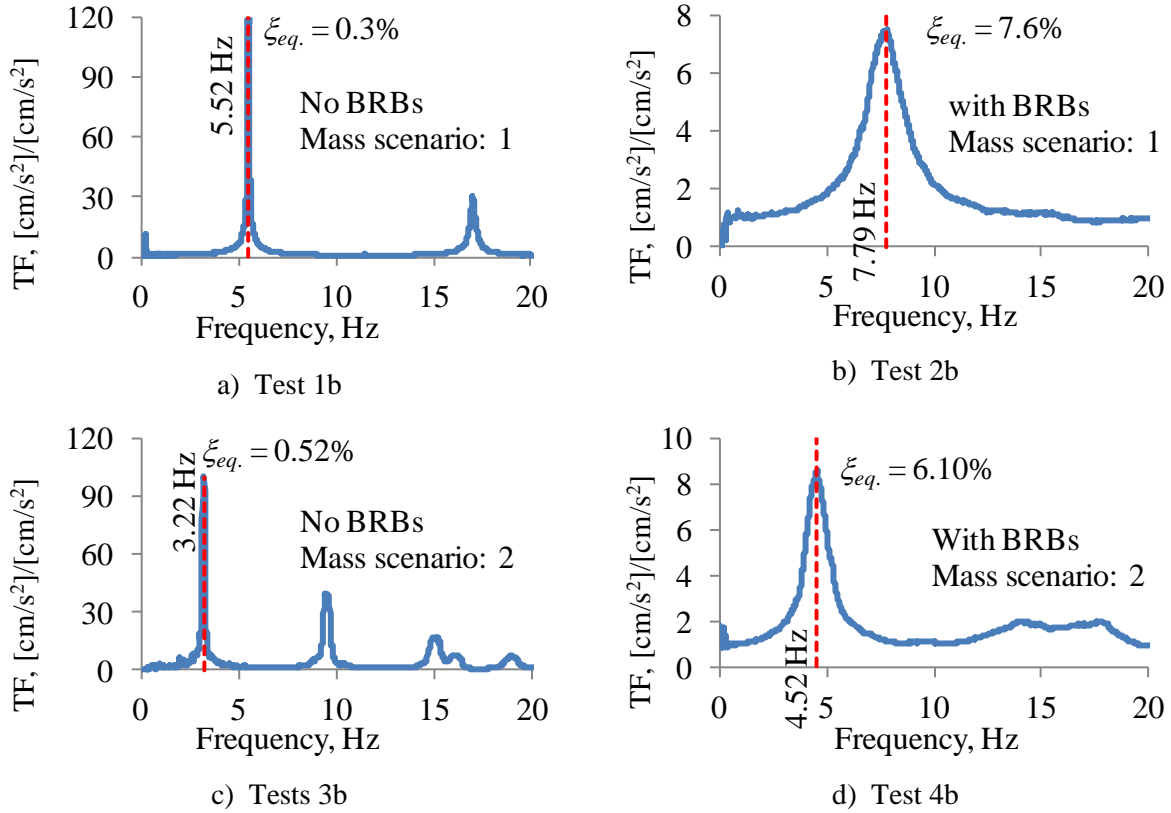 TF, [cm/s²]/[cm/s²]
120
90
60
30
0
5.52 Hz
ξeq. = 0.3%
No BRBs
Mass scenario: 1
0 5 10 15 20
Frequency, Hz
a) Test 1b
TF, [cm/s²]/[cm/s²]
8
6
4
2
0
7.79 Hz
ξeq. = 7.6%
with BRBs
Mass scenario: 1
0 5 10 15 20
Frequency, Hz
b) Test 2b
TF, [cm/s²]/[cm/s²]
120
90
60
30
0
3.22 Hz
ξeq. = 0.52%
No BRBs
Mass scenario: 2
0 5 10 15 20
Frequency, Hz
c) Tests 3b
TF, [cm/s²]/[cm/s²]
10
8
6
4
2
0
4.52 Hz
ξeq. = 6.10%
With BRBs
Mass scenario: 2
0 5 10 15 20
Frequency, Hz
d) Test 4b